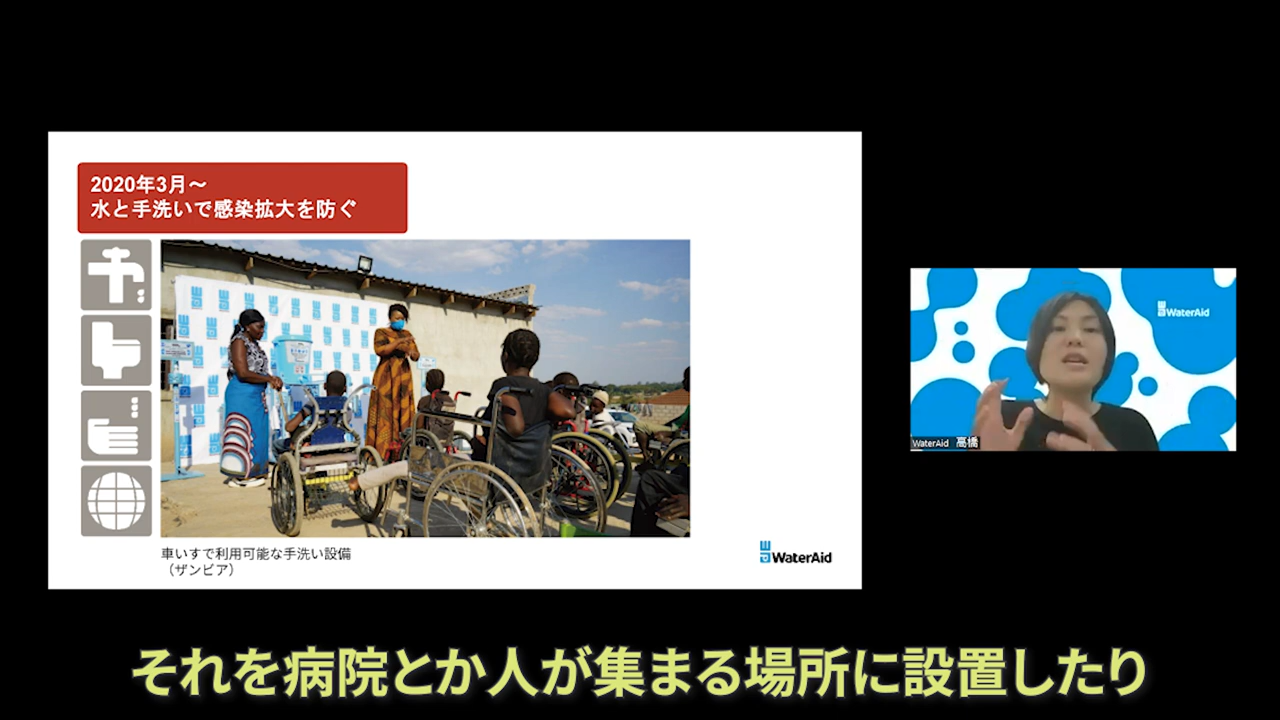 2020年3月～
水と手洗いで感染拡大を防ぐ
車いすで利用可能な手洗い設備
（ザンビア）
WaterAid
WaterAid
WaterAid 高橋
それを病院とか人が集まる場所に設置したり